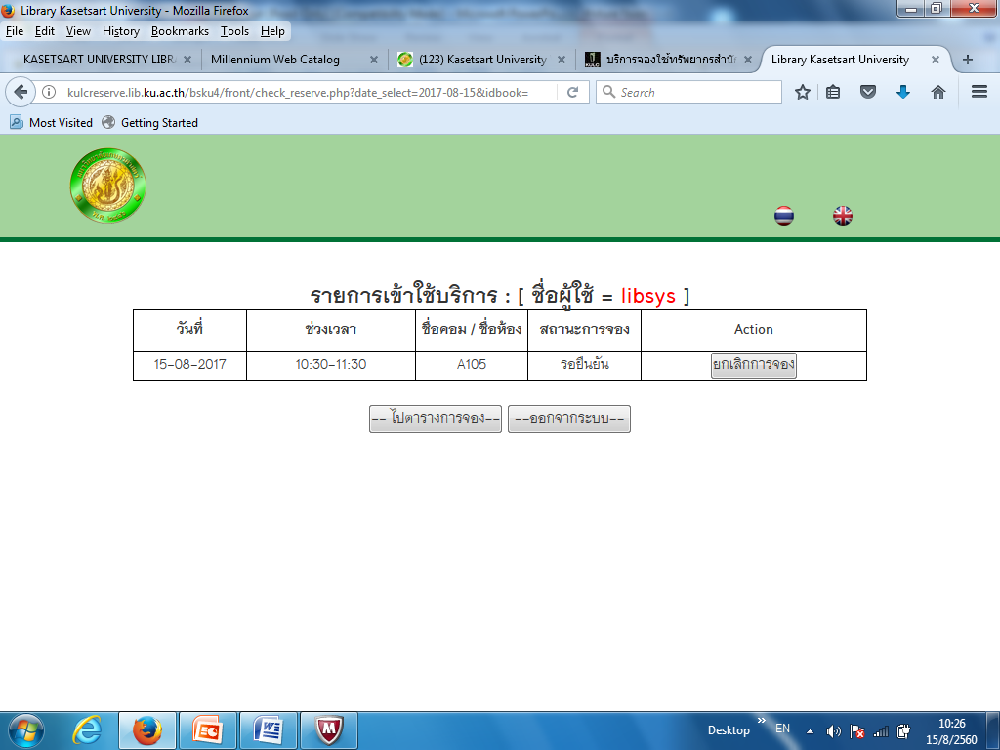 Library Kasetsart University - Mozilla Firefox
File Edit View History Bookmarks Tools Help
KASETSART UNIVERSITY LIBRA
Millennium Web Catalog
(123) Kasetsart University
บริการจองใช้ทรัพยากรสำนั
Library Kasetsart University
kulcreserve.lib.ku.ac.th/bsku4/front/check_reserve.php?date_select=2017-08-15&idbook=
Search
Most Visited Getting Started
รายการเข้าใช้บริการ : [ ชื่อผู้ใช้ = libsys ]
วันที่ ช่วงเวลา ชื่อคอม / ชื่อห้อง สถานะการจอง Action
15-08-2017 10:30-11:30 A105 รอยืนยัน ยกเลิกการจอง
-- ไปตารางการจอง-- --ออกจากระบบ--
Desktop » EN 10:26
15/8/2560